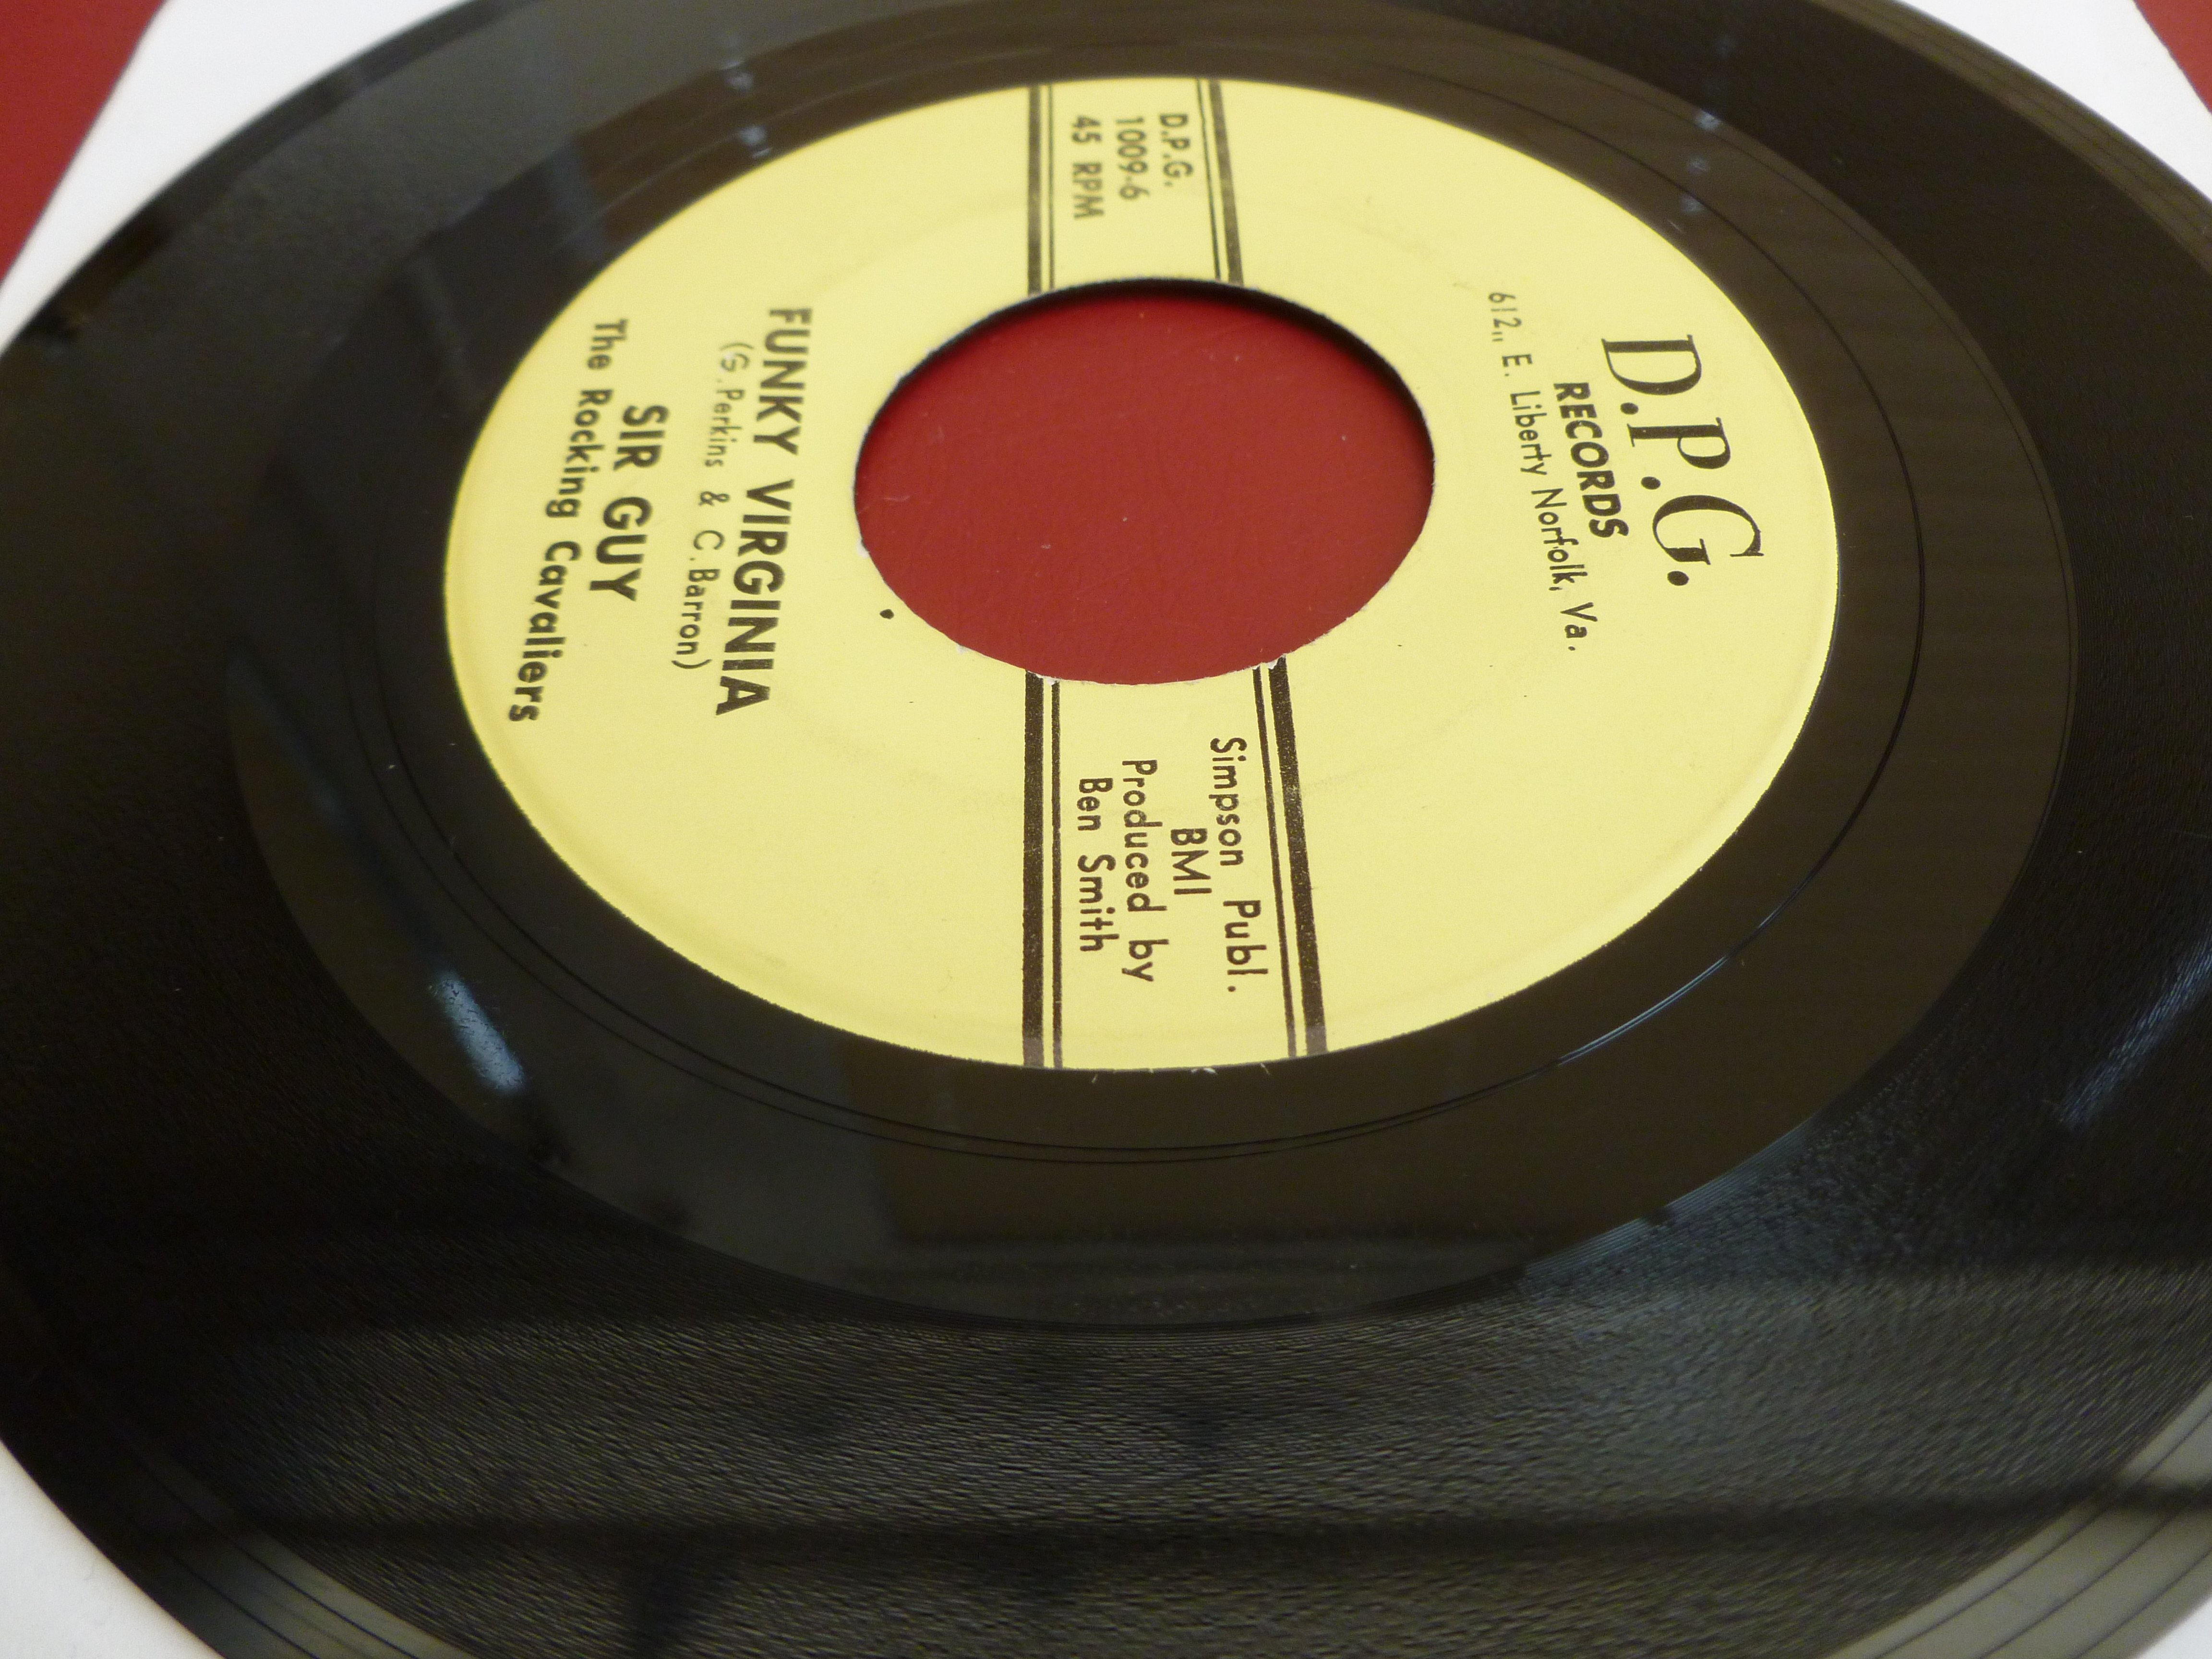 D.P.G.
RECORDS
612,, E. Liberty Norfolk, Va.
D.P.G.
1009-6
45 RPM
Simpson Publ.
BMI
Produced by
Ben Smith
FUNKY VIRGINIA
(G.Perkins & C.Barron)
SIR GUY
The Rocking Cavaliers